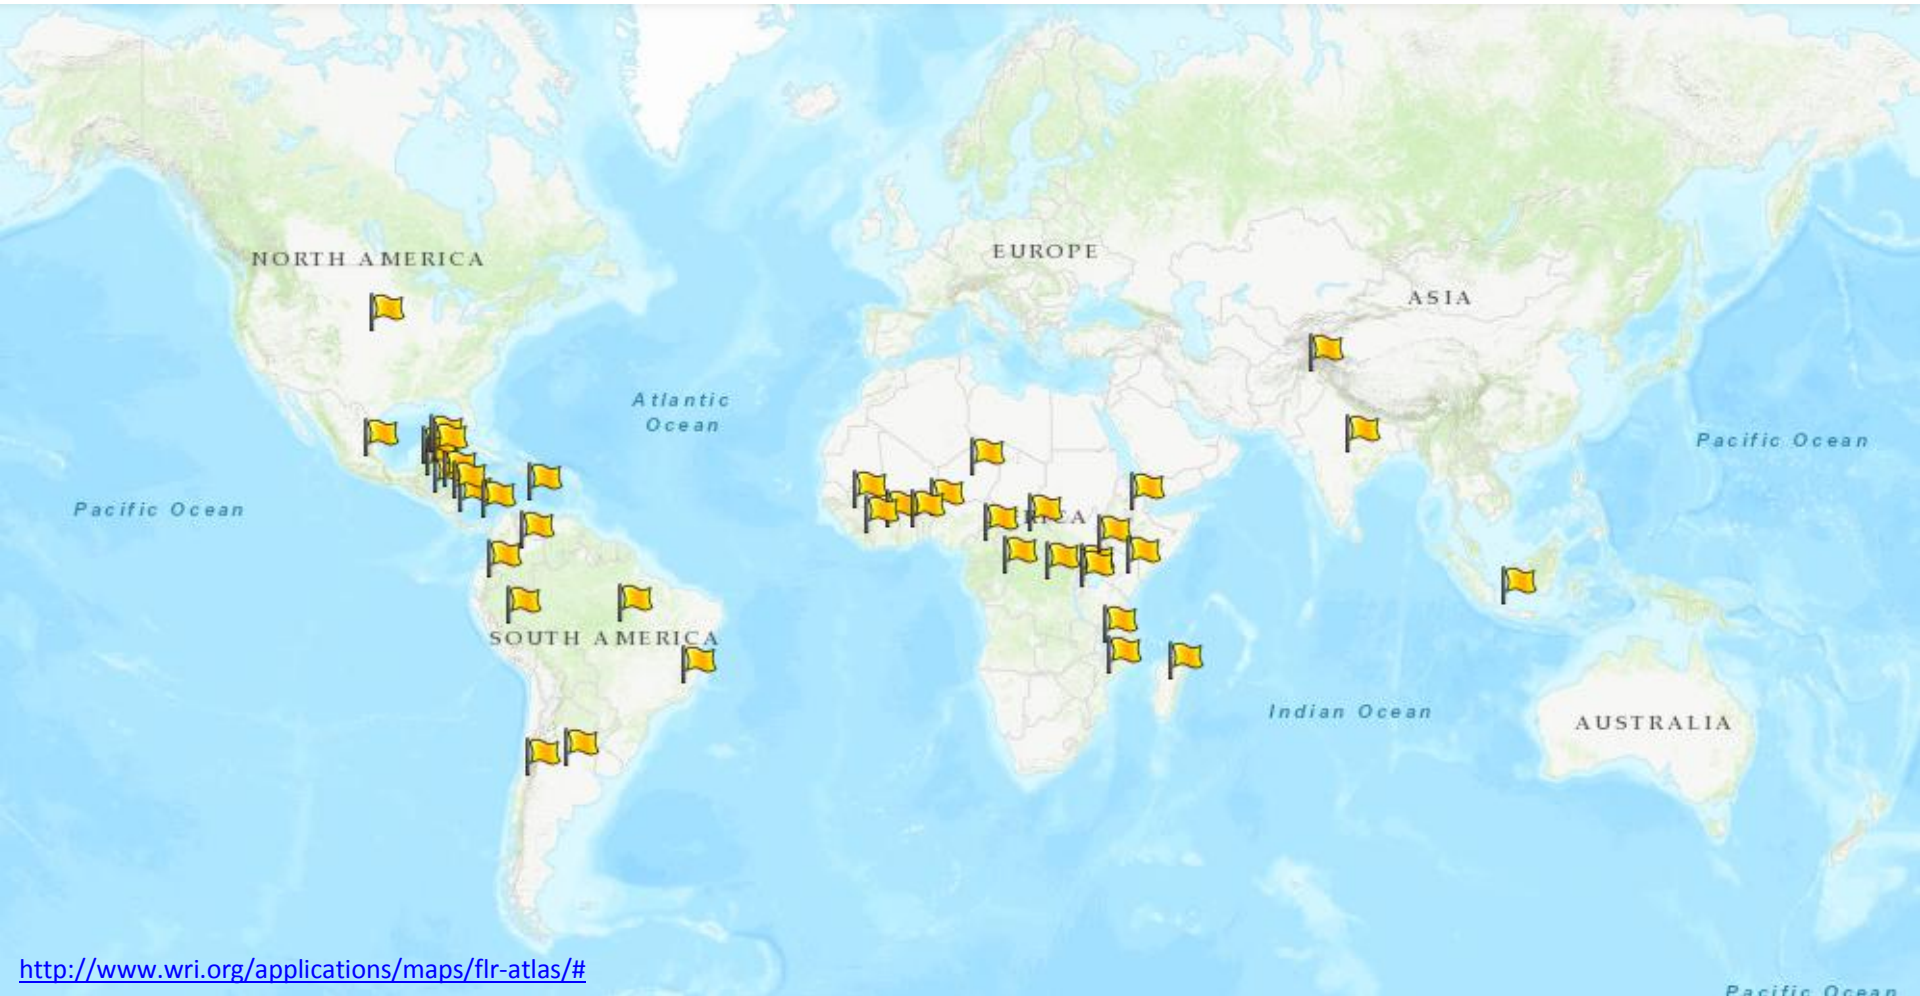 NORTH AMERICA
EUROPE
ASIA
Atlantic
Ocean
Pacific Ocean
Pacific Ocean
RICA
SOUTH AMERICA
Indian Ocean
AUSTRALIA
http://www.wri.org/applications/maps/flr-atlas/#
Pacific Ocean